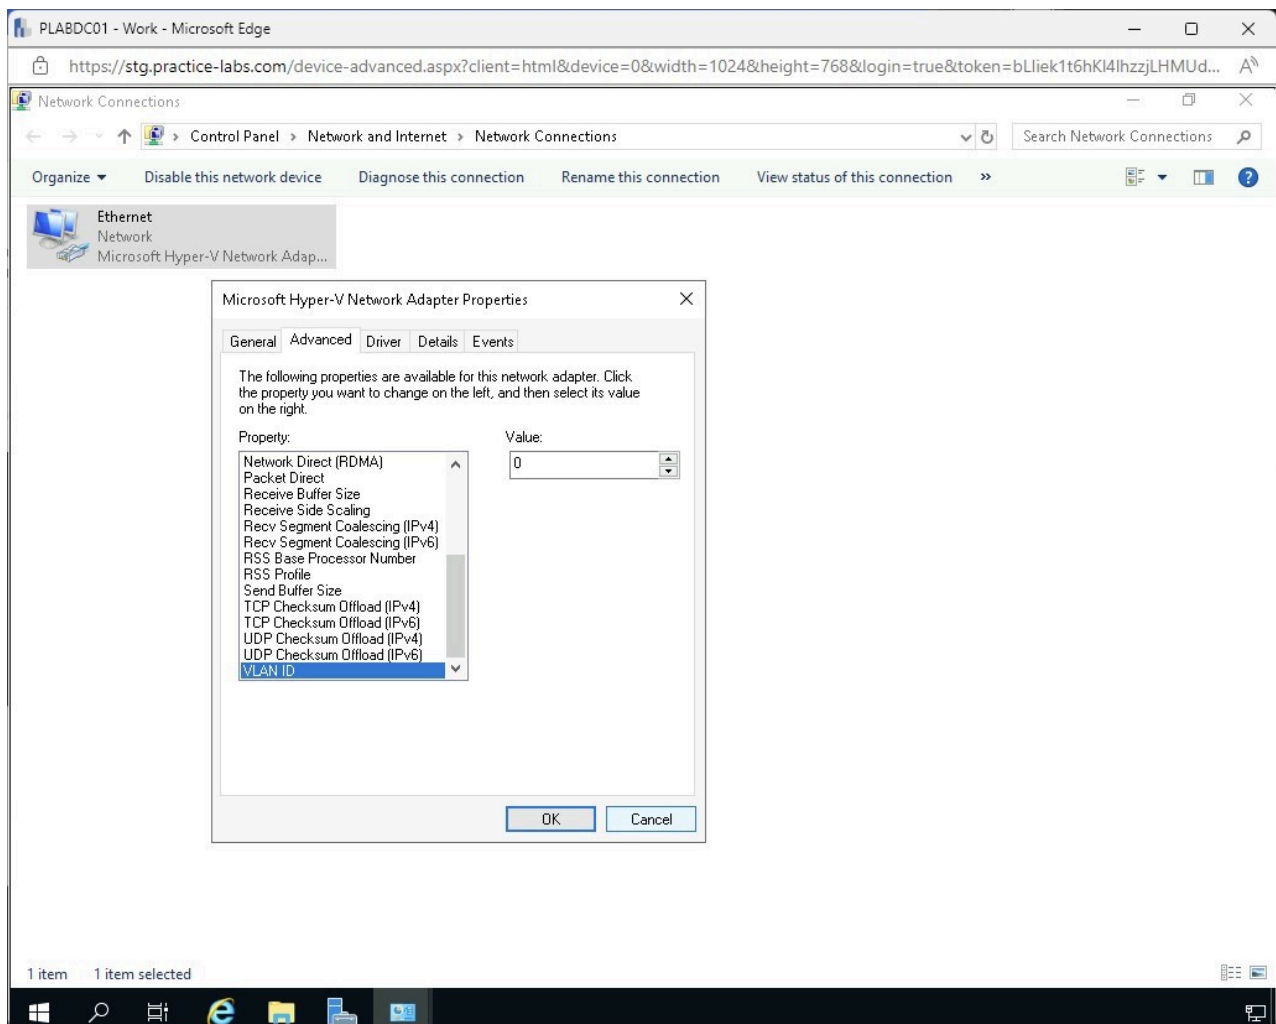 PLABDC01 - Work - Microsoft Edge
https://stg.practice-labs.com/device-advanced.aspx?client=html&device=0&width=1024&height=768&login=true&token=bLliek1t6hKl4lhzzjLHMUd...
Network Connections
Control Panel > Network and Internet > Network Connections
Search Network Connections
Organize
Disable this network device
Diagnose this connection
Rename this connection
View status of this connection
»
Ethernet
Network
Microsoft Hyper-V Network Adap...
Microsoft Hyper-V Network Adapter Properties
General Advanced Driver Details Events
The following properties are available for this network adapter. Click
the property you want to change on the left, and then select its value
on the right.
Property:
Value:
Network Direct (RDMA)
0
Packet Direct
Receive Buffer Size
Receive Side Scaling
Recv Segment Coalescing (IPv4)
Recv Segment Coalescing (IPv6)
RSS Base Processor Number
RSS Profile
Send Buffer Size
TCP Checksum Offload (IPv4)
TCP Checksum Offload (IPv6)
UDP Checksum Offload (IPv4)
UDP Checksum Offload (IPv6)
VLAN ID
OK
Cancel
1 item 1 item selected